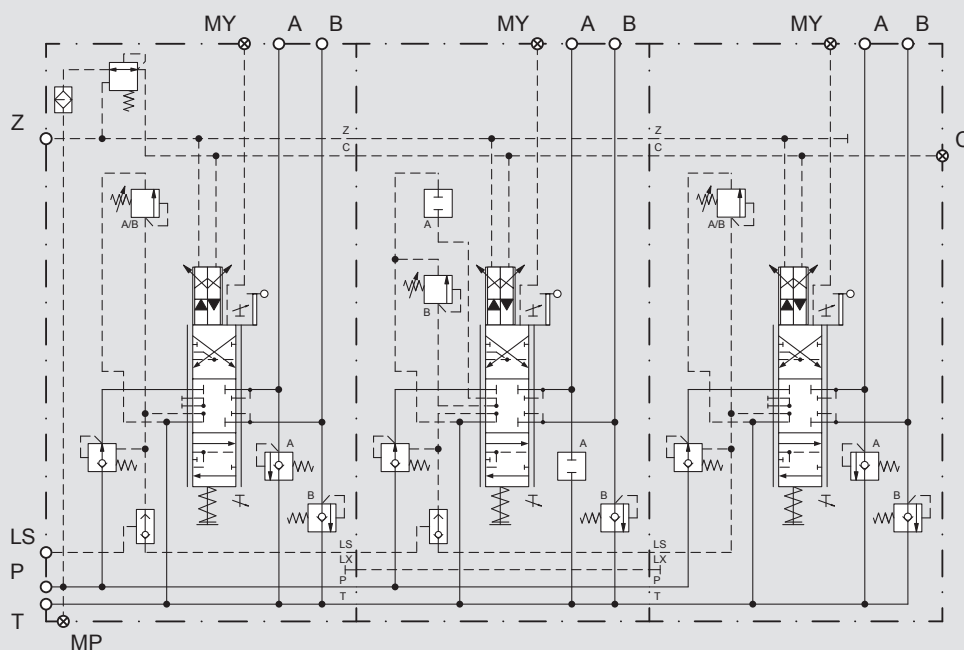 MY A B MY A B MY A B
Z Z Z
C C C
A/B A A/B
B
A A A
B B B
LS LS LS
LX LX
P P P
T T T
MP